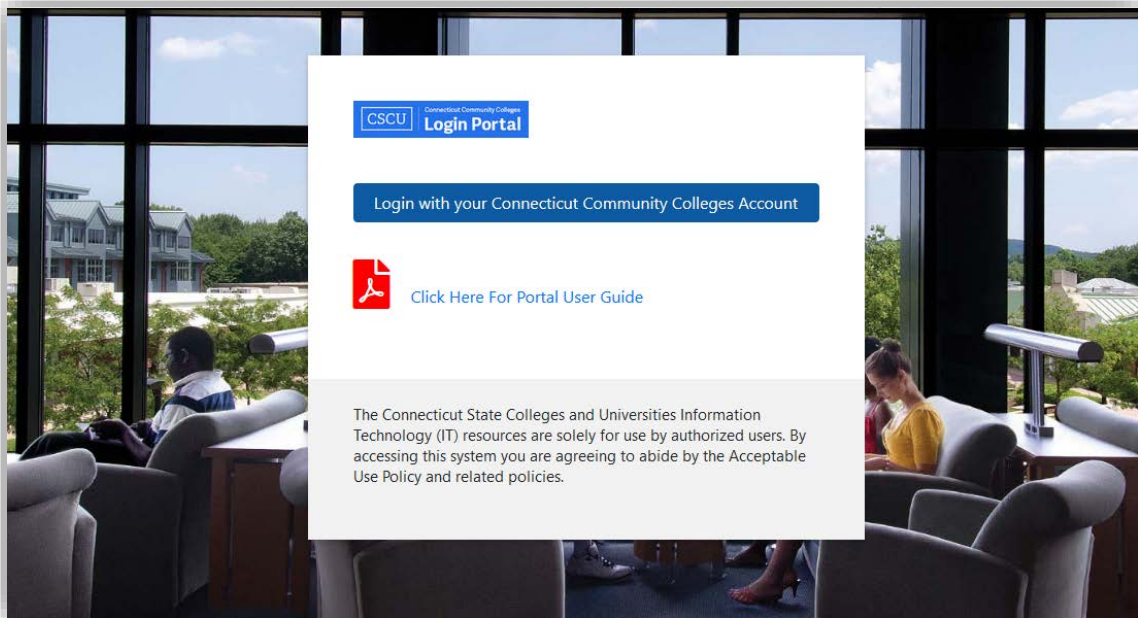 CSCU
Connecticut Community Colleges
Login Portal
Login with your Connecticut Community Colleges Account
Click Here For Portal User Guide
The Connecticut State Colleges and Universities Information
Technology (IT) resources are solely for use by authorized users. By
accessing this system you are agreeing to abide by the Acceptable
Use Policy and related policies.